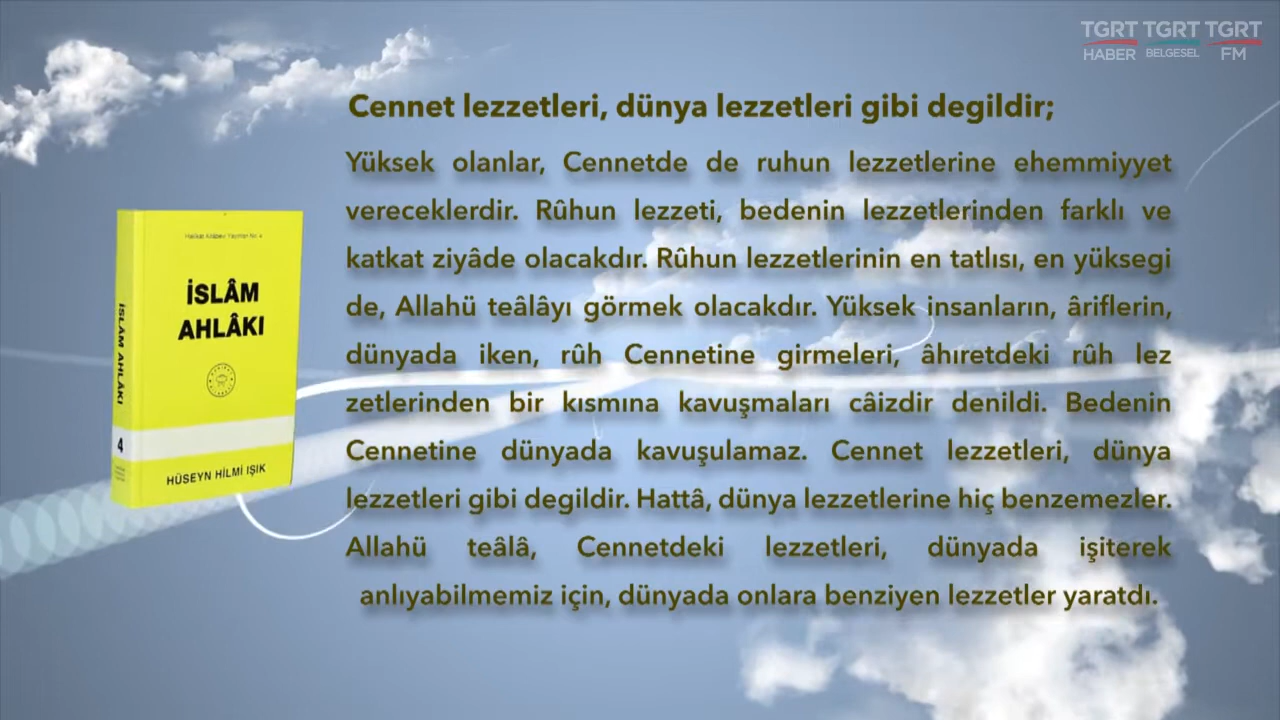 TGRT TGRT TGRT
HABER BELGESEL FM
Cennet lezzetleri, dünya lezzetleri gibi degildir;
Yüksek olanlar, Cennetde de ruhun lezzetlerine ehemmiyyet
vereceklerdir. Rûhun lezzeti, bedenin lezzetlerinden farklı ve
katkat ziyâde olacakdır. Rûhun lezzetlerinin en tatlısı, en yüksegi
de, Allahü teâlâyı görmek olacakdır. Yüksek insanların, âriflerin,
dünyada iken, rûh Cennetine girmeleri, âhıretdeki rûh lez
zetlerinden bir kısmına kavuşmaları câizdir denildi. Bedenin
Cennetine dünyada kavuşulamaz. Cennet lezzetleri, dünya
lezzetleri gibi degildir. Hattâ, dünya lezzetlerine hiç benzemezler.
Allahü teâlâ, Cennetdeki lezzetleri, dünyada işiterek
anlıyabilmemiz için, dünyada onlara benziyen lezzetler yaratdı.
Hakîkat Kitâbevi Yayınları No: 4
İSLÂM
AHLÂKI
HÜSEYN HİLMİ IŞIK
İSLÂM AHLÂKI
4